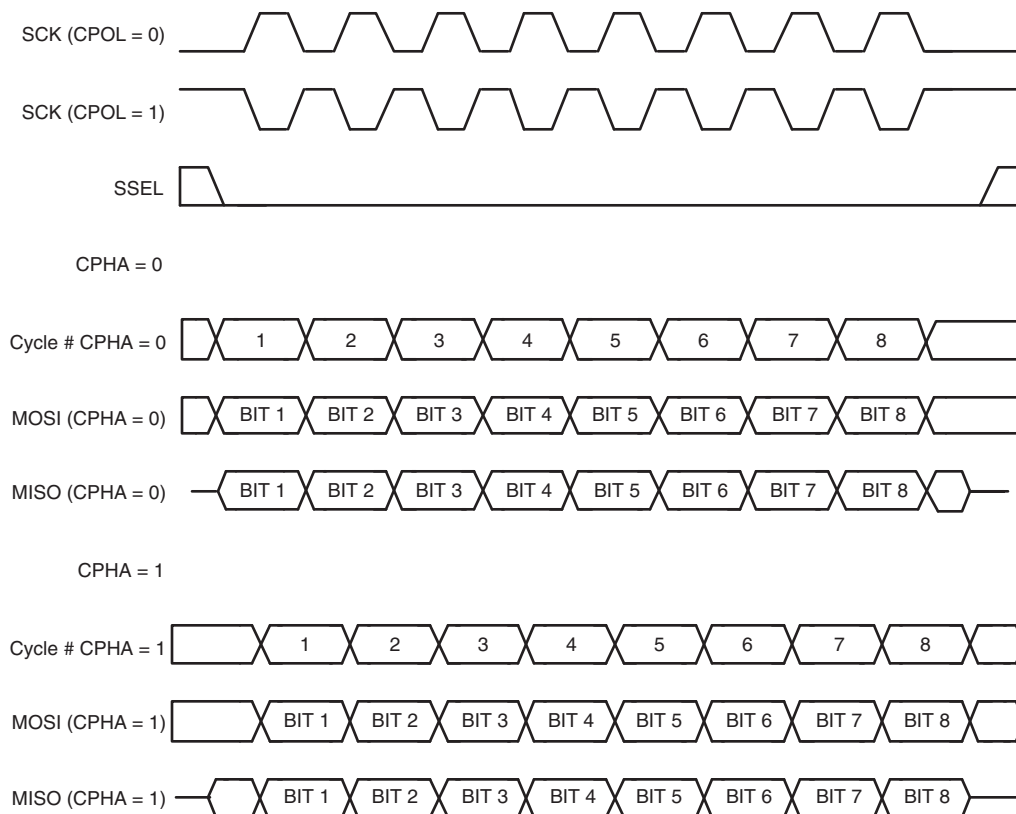 SCK (CPOL = 0)
SCK (CPOL = 1)
SSEL
CPHA = 0
Cycle # CPHA = 0 1 2 3 4 5 6 7 8
MOSI (CPHA = 0) BIT 1 BIT 2 BIT 3 BIT 4 BIT 5 BIT 6 BIT 7 BIT 8
MISO (CPHA = 0) BIT 1 BIT 2 BIT 3 BIT 4 BIT 5 BIT 6 BIT 7 BIT 8
CPHA = 1
Cycle # CPHA = 1 1 2 3 4 5 6 7 8
MOSI (CPHA = 1) BIT 1 BIT 2 BIT 3 BIT 4 BIT 5 BIT 6 BIT 7 BIT 8
MISO (CPHA = 1) BIT 1 BIT 2 BIT 3 BIT 4 BIT 5 BIT 6 BIT 7 BIT 8